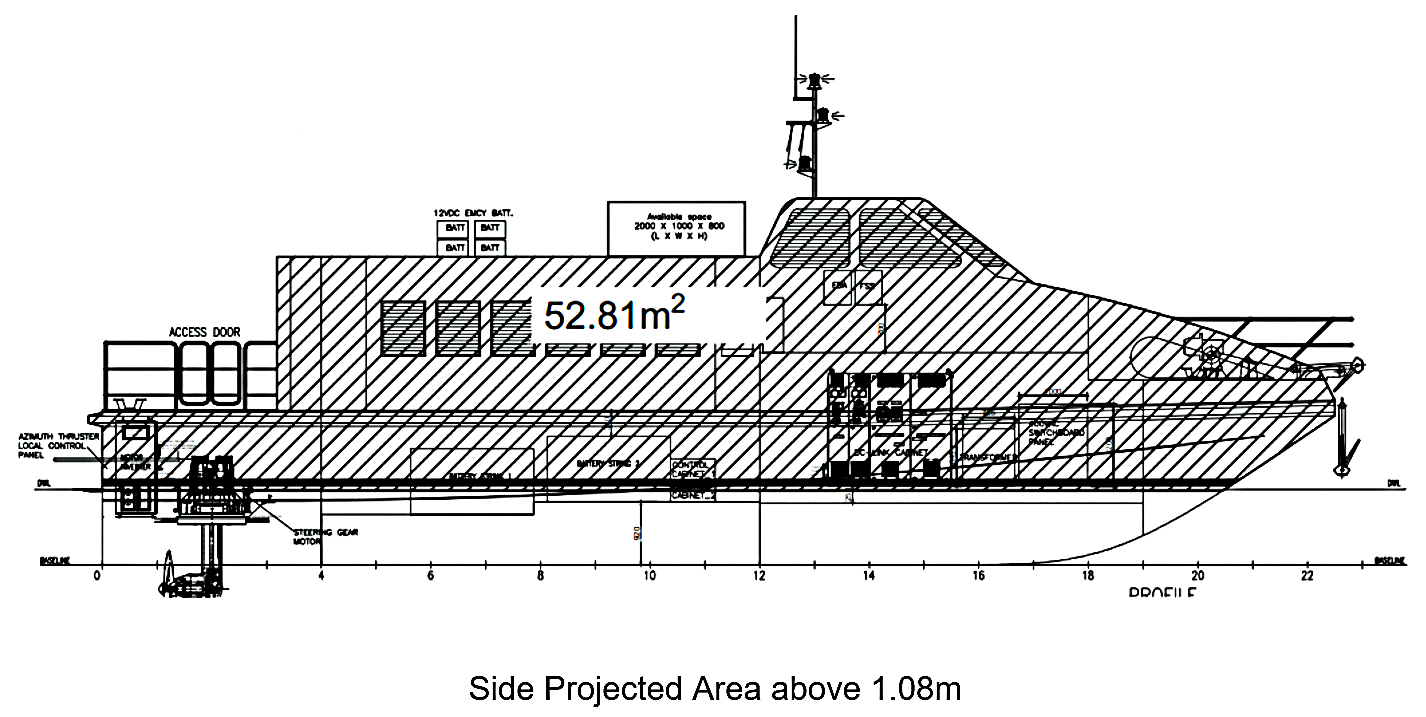 12VDC EMCY BATT.
BATT BATT
BATT BATT
Available space
2000 X 1000 X 800
(L X W X H)
FSS
52.81m²
ACCESS DOOR
AZIMUTH THRUSTER
LOCAL CONTROL
PANEL
MOTOR
BATTERY STRING 1
BATTERY STRING 2
CONTROL
CABINET_1
CABINET_2
DC-LINK CABINET
TRANSFORMER
SWITCHBOARD
PANEL
DWL DWL
STEERING GEAR
MOTOR
920
BASELINE BASELINE
0 4 6 8 10 12 14 16 18 20 22
PROFILE
Side Projected Area above 1.08m